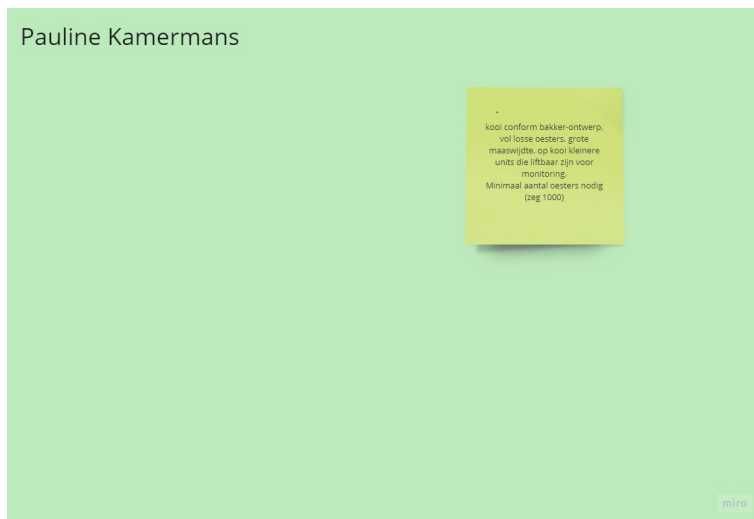 Pauline Kamermans
kooi conform bakker-ontwerp,
vol losse oesters. grote
maaswijdte. op kooi kleinere
units die liftbaar zijn voor
monitoring.
Minimaal aantal oesters nodig
(zeg 1000)
miro